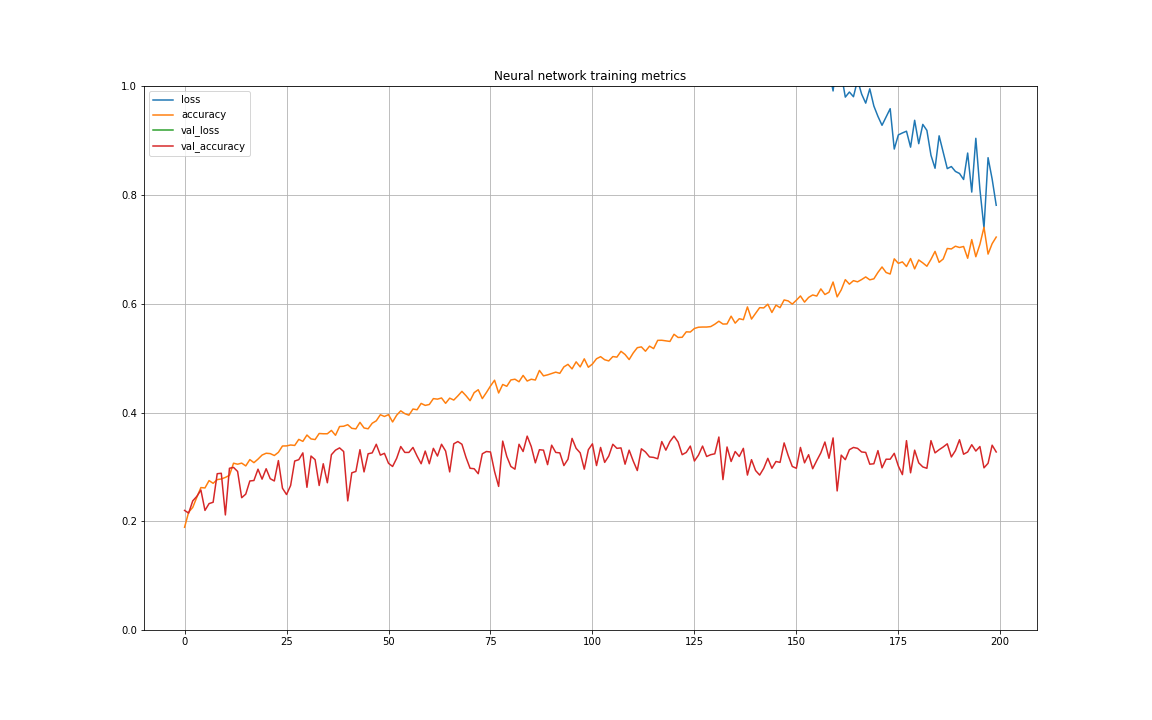 Neural network training metrics
1.0
loss
accuracy
val_loss
val_accuracy
0.8
0.6
0.4
0.2
0.0
0 25 50 75 100 125 150 175 200